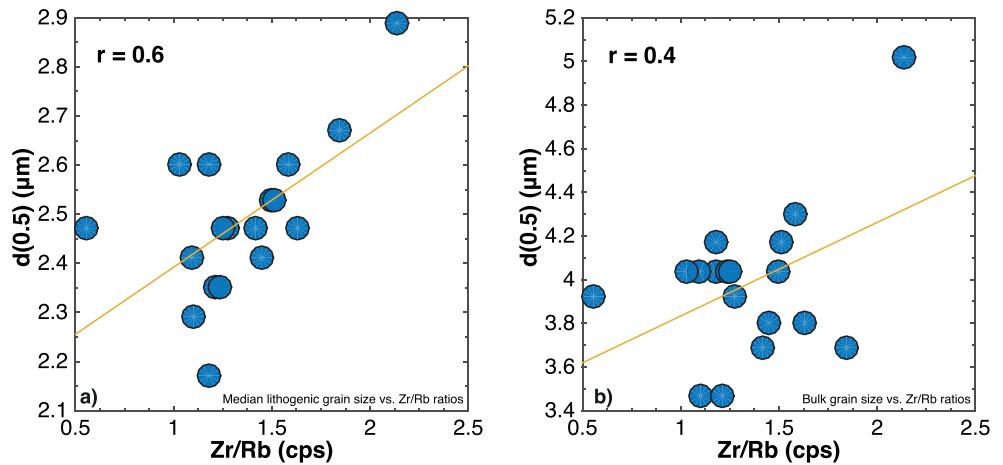 2.9
2.8
2.7
2.6
2.5
2.4
2.3
2.2
2.1
d(0.5) (µm)
r = 0.6
a)
Median lithogenic grain size vs. Zr/Rb ratios
0.5 1 1.5 2 2.5
Zr/Rb (cps)
5.2
5
4.8
4.6
4.4
4.2
4
3.8
3.6
3.4
d(0.5) (µm)
r = 0.4
b)
Bulk grain size vs. Zr/Rb ratios
0.5 1 1.5 2 2.5
Zr/Rb (cps)